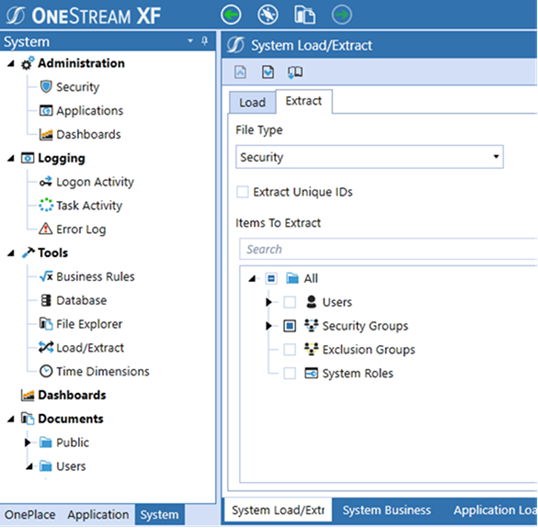 ONESTREAM XF
System
Administration
Security
Applications
Dashboards
Logging
Logon Activity
Task Activity
Error Log
Tools
Business Rules
Database
File Explorer
Load/Extract
Time Dimensions
Dashboards
Documents
Public
Users
OnePlace Application System
System Load/Extract
Load Extract
File Type
Security
Extract Unique IDs
Items To Extract
Search
All
Users
Security Groups
Exclusion Groups
System Roles
System Load/Extr System Business Application Loa